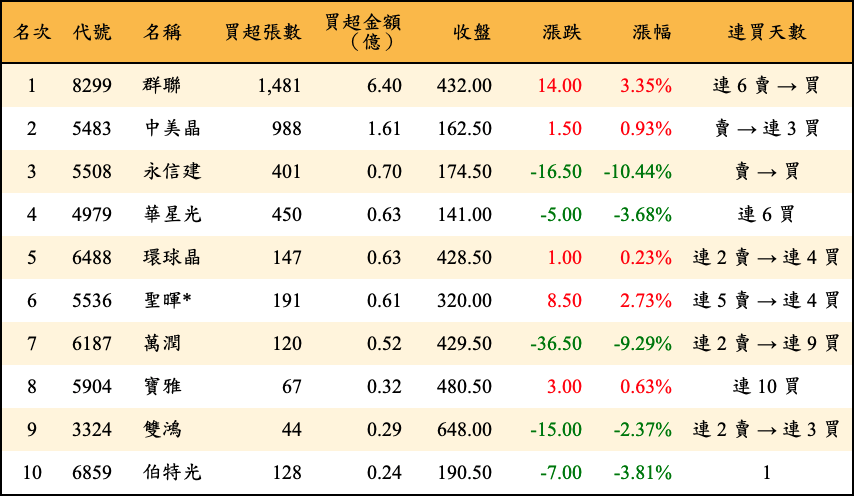 名次 代號 名稱 買超張數 買超金額（億） 收盤 漲跌 漲幅 連買天數
1 8299 群聯 1,481 6.40 432.00 14.00 3.35% 連 6 賣 → 買
2 5483 中美晶 988 1.61 162.50 1.50 0.93% 賣 → 連 3 買
3 5508 永信建 401 0.70 174.50 -16.50 -10.44% 賣 → 買
4 4979 華星光 450 0.63 141.00 -5.00 -3.68% 連 6 買
5 6488 環球晶 147 0.63 428.50 1.00 0.23% 連 2 賣 → 連 4 買
6 5536 聖暉* 191 0.61 320.00 8.50 2.73% 連 5 賣 → 連 4 買
7 6187 萬潤 120 0.52 429.50 -36.50 -9.29% 連 2 賣 → 連 9 買
8 5904 寶雅 67 0.32 480.50 3.00 0.63% 連 10 買
9 3324 雙鴻 44 0.29 648.00 -15.00 -2.37% 連 2 賣 → 連 3 買
10 6859 伯特光 128 0.24 190.50 -7.00 -3.81% 1